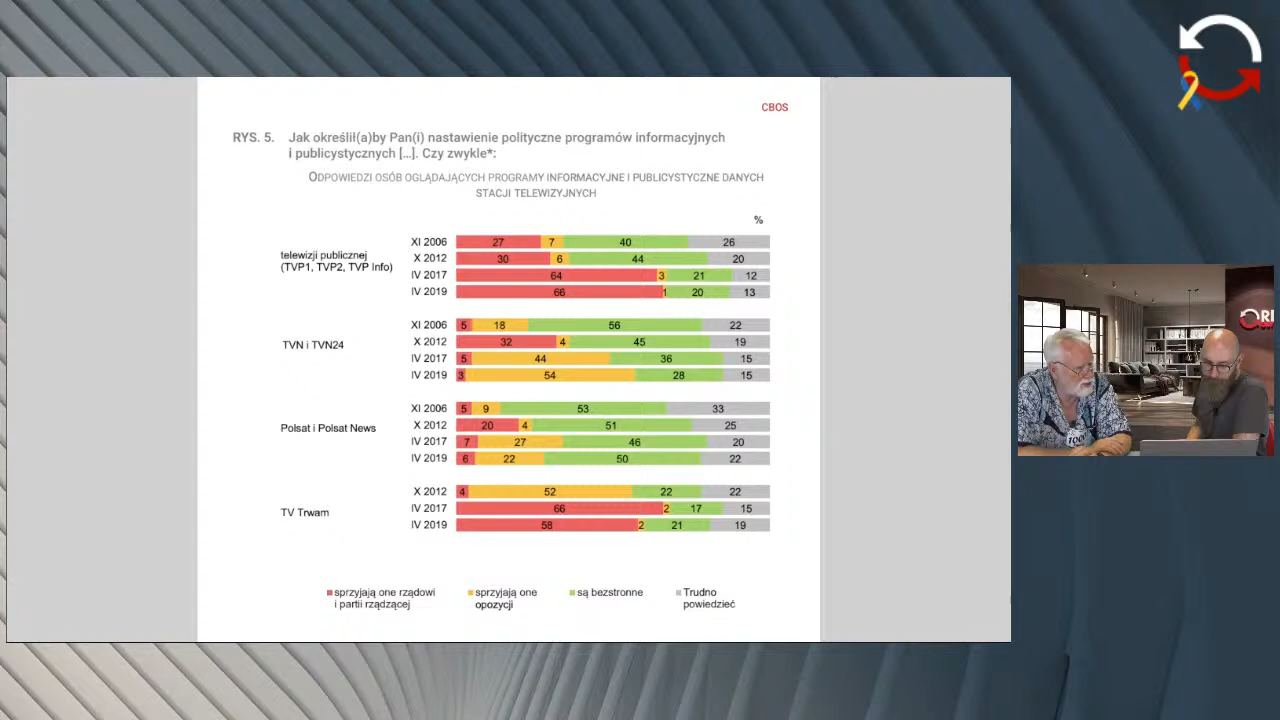 CBOS
RYS. 5. Jak określił(a)by Pan(i) nastawienie polityczne programów informacyjnych
i publicystycznych [...]. Czy zwykle*:
ODPOWIEDZI OSÓB OGLĄDAJĄCYCH PROGRAMY INFORMACYJNE I PUBLICYSTYCZNE DANYCH
STACJI TELEWIZYJNYCH
%
telewizji publicznej
(TVP1, TVP2, TVP Info)
XI 2006 27 7 40 26
X 2012 30 6 44 20
IV 2017 64 3 21 12
IV 2019 66 1 20 13
TVN i TVN24
XI 2006 5 18 56 22
X 2012 32 4 45 19
IV 2017 5 44 36 15
IV 2019 3 54 28 15
Polsat i Polsat News
XI 2006 5 9 53 33
X 2012 20 4 51 25
IV 2017 7 27 46 20
IV 2019 6 22 50 22
TV Trwam
X 2012 4 52 22 22
IV 2017 66 2 17 15
IV 2019 58 2 21 19
sprzyjają one rządowi
i partii rządzącej
sprzyjają one
opozycji
są bezstronne
Trudno
powiedzieć